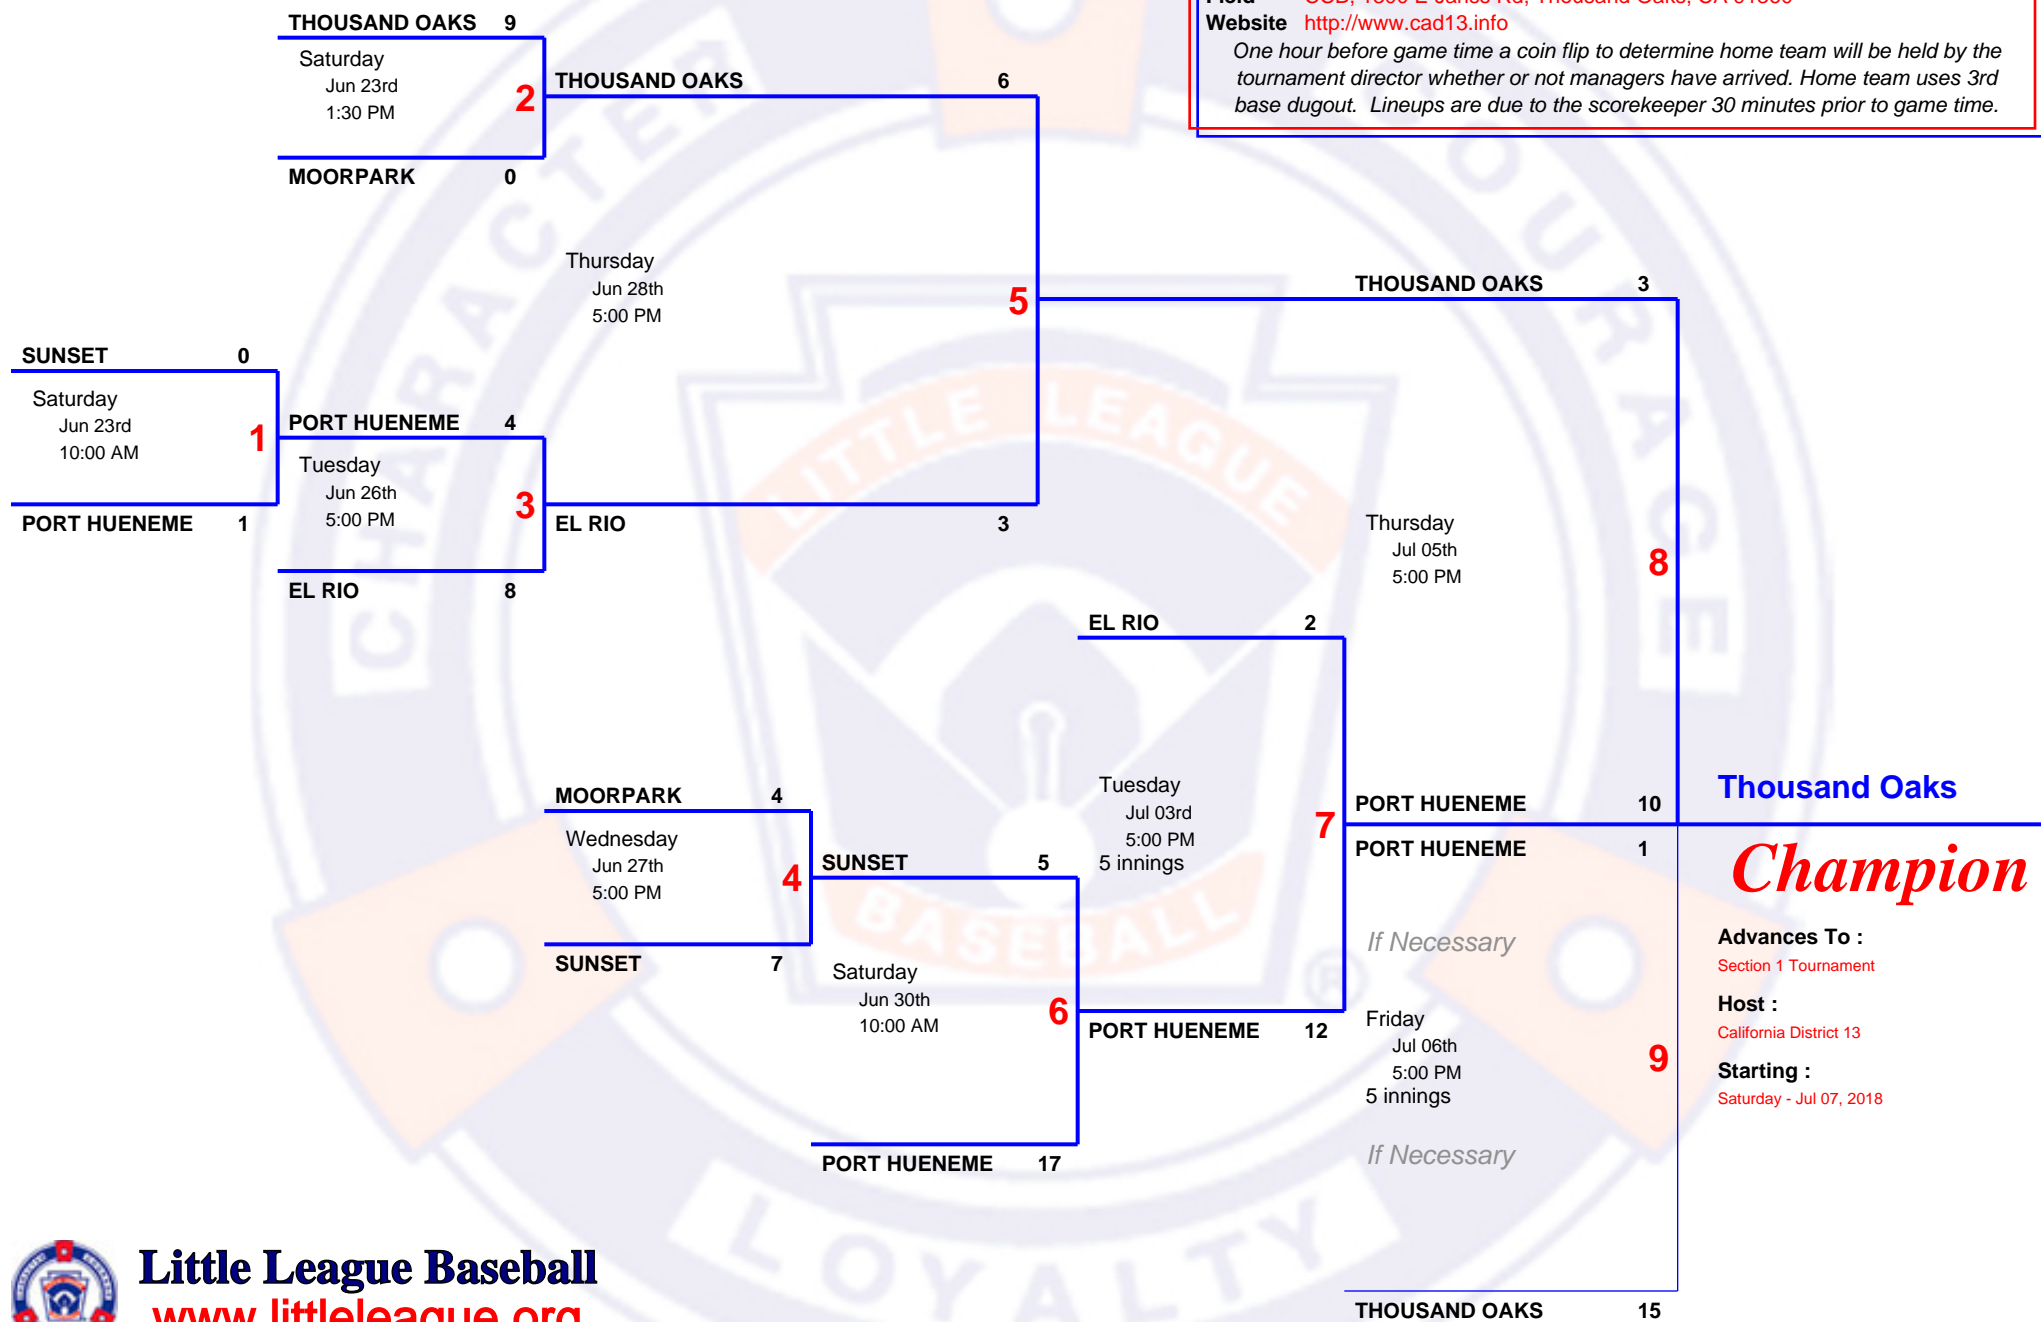 THOUSAND OAKS 9
Saturday
Jun 23rd
1:30 PM
2
MOORPARK 0
THOUSAND OAKS 6
Website http://www.cad13.info
One hour before game time a coin flip to determine home team will be held by the
tournament director whether or not managers have arrived. Home team uses 3rd
base dugout. Lineups are due to the scorekeeper 30 minutes prior to game time.
Thursday
Jun 28th
5:00 PM
5
THOUSAND OAKS 3
SUNSET 0
Saturday
Jun 23rd
10:00 AM
1
PORT HUENEME 1
PORT HUENEME 4
Tuesday
Jun 26th
5:00 PM
3
EL RIO 8
EL RIO 3
Thursday
Jul 05th
5:00 PM
8
EL RIO 2
MOORPARK 4
Wednesday
Jun 27th
5:00 PM
4
SUNSET 7
SUNSET 5
Saturday
Jun 30th
10:00 AM
6
PORT HUENEME 17
Tuesday
Jul 03rd
5:00 PM
5 innings
7
PORT HUENEME 12
PORT HUENEME 10
PORT HUENEME 1
If Necessary
Friday
Jul 06th
5:00 PM
5 innings
9
If Necessary
THOUSAND OAKS 15
Thousand Oaks
Champion
Advances To :
Section 1 Tournament
Host :
California District 13
Starting :
Saturday - Jul 07, 2018
CHARACTER
COURAGE
LOYALTY
LITTLE LEAGUE
BASEBALL
®
Little League Baseball
www.littleleague.org